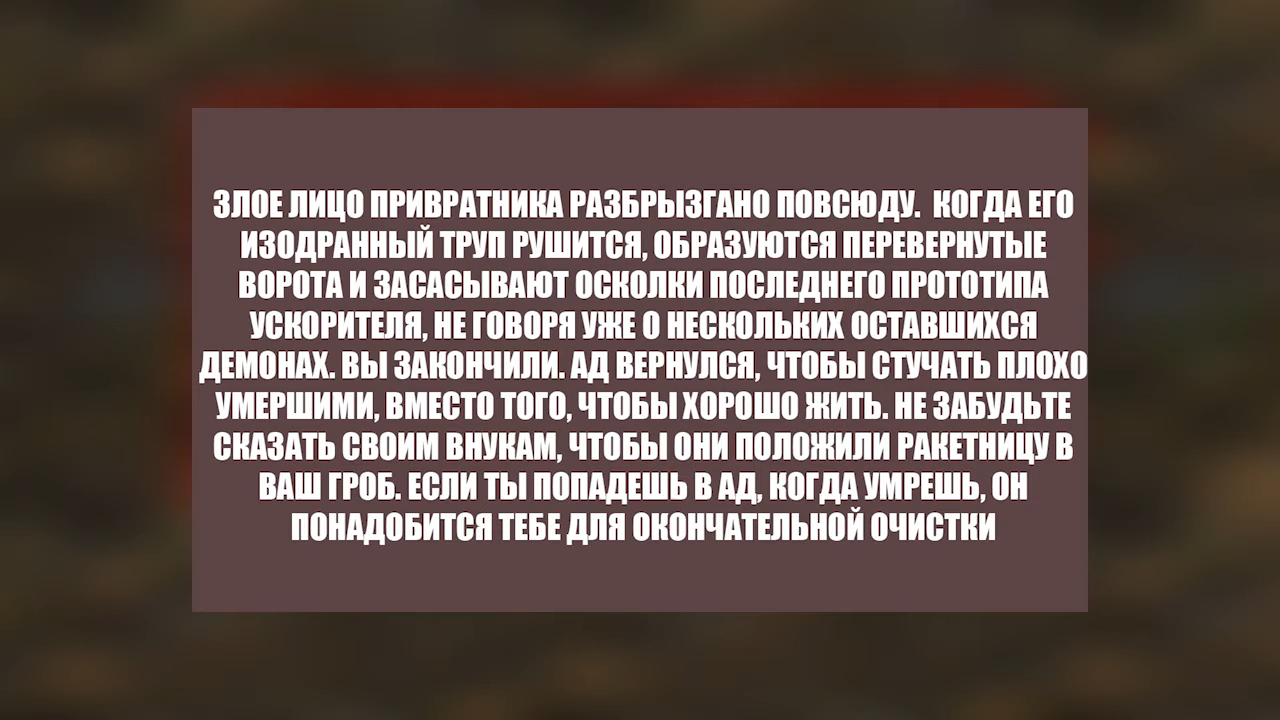 ЗЛОЕ ЛИЦО ПРИВРАТНИКА РАЗБРЫЗГАНО ПОВСЮДУ.  КОГДА ЕГО
ИЗОДРАННЫЙ ТРУП РУШИТСЯ, ОБРАЗУЮТСЯ ПЕРЕВЕРНУТЫЕ
ВОРОТА И ЗАСАСЫВАЮТ ОСКОЛКИ ПОСЛЕДНЕГО ПРОТОТИПА
УСКОРИТЕЛЯ, НЕ ГОВОРЯ УЖЕ О НЕСКОЛЬКИХ ОСТАВШИХСЯ
ДЕМОНАХ. ВЫ ЗАКОНЧИЛИ. АД ВЕРНУЛСЯ, ЧТОБЫ СТУЧАТЬ ПЛОХО
УМЕРШИМИ, ВМЕСТО ТОГО, ЧТОБЫ ХОРОШО ЖИТЬ. НЕ ЗАБУДЬТЕ
СКАЗАТЬ СВОИМ ВНУКАМ, ЧТОБЫ ОНИ ПОЛОЖИЛИ РАКЕТНИЦУ В
ВАШ ГРОБ. ЕСЛИ ТЫ ПОПАДЕШЬ В АД, КОГДА УМРЕШЬ, ОН
ПОНАДОБИТСЯ ТЕБЕ ДЛЯ ОКОНЧАТЕЛЬНОЙ ОЧИСТКИ